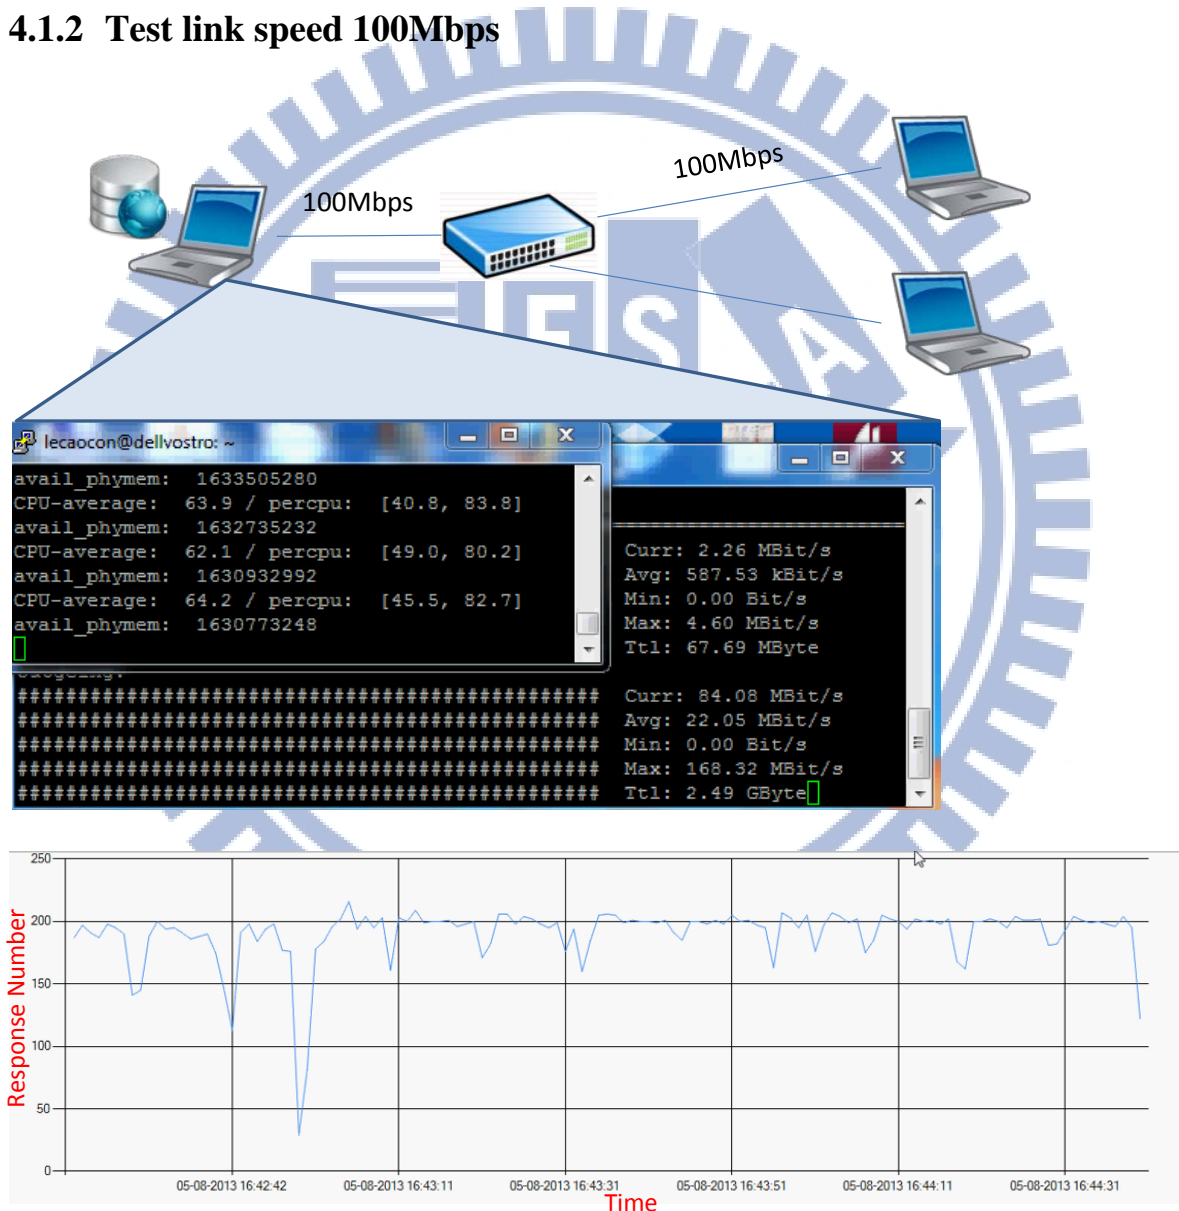 4.1.2 Test link speed 100Mbps
100Mbps
100Mbps
lecaocon@dellvostro: ~
avail_phymem: 1633505280
CPU-average: 63.9 / percpu: [40.8, 83.8]
avail_phymem: 1632735232
CPU-average: 62.1 / percpu: [49.0, 80.2]
avail_phymem: 1630932992
CPU-average: 64.2 / percpu: [45.5, 82.7]
avail_phymem: 1630773248
Curr: 2.26 MBit/s
Avg: 587.53 kBit/s
Min: 0.00 Bit/s
Max: 4.60 MBit/s
Ttl: 67.69 MByte
################################################ Curr: 84.08 MBit/s
################################################ Avg: 22.05 MBit/s
################################################ Min: 0.00 Bit/s
################################################ Max: 168.32 MBit/s
################################################ Ttl: 2.49 GByte
250
200
150
100
50
0
Response Number
05-08-2013 16:42:42
05-08-2013 16:43:11
05-08-2013 16:43:31
05-08-2013 16:43:51
05-08-2013 16:44:11
05-08-2013 16:44:31
Time